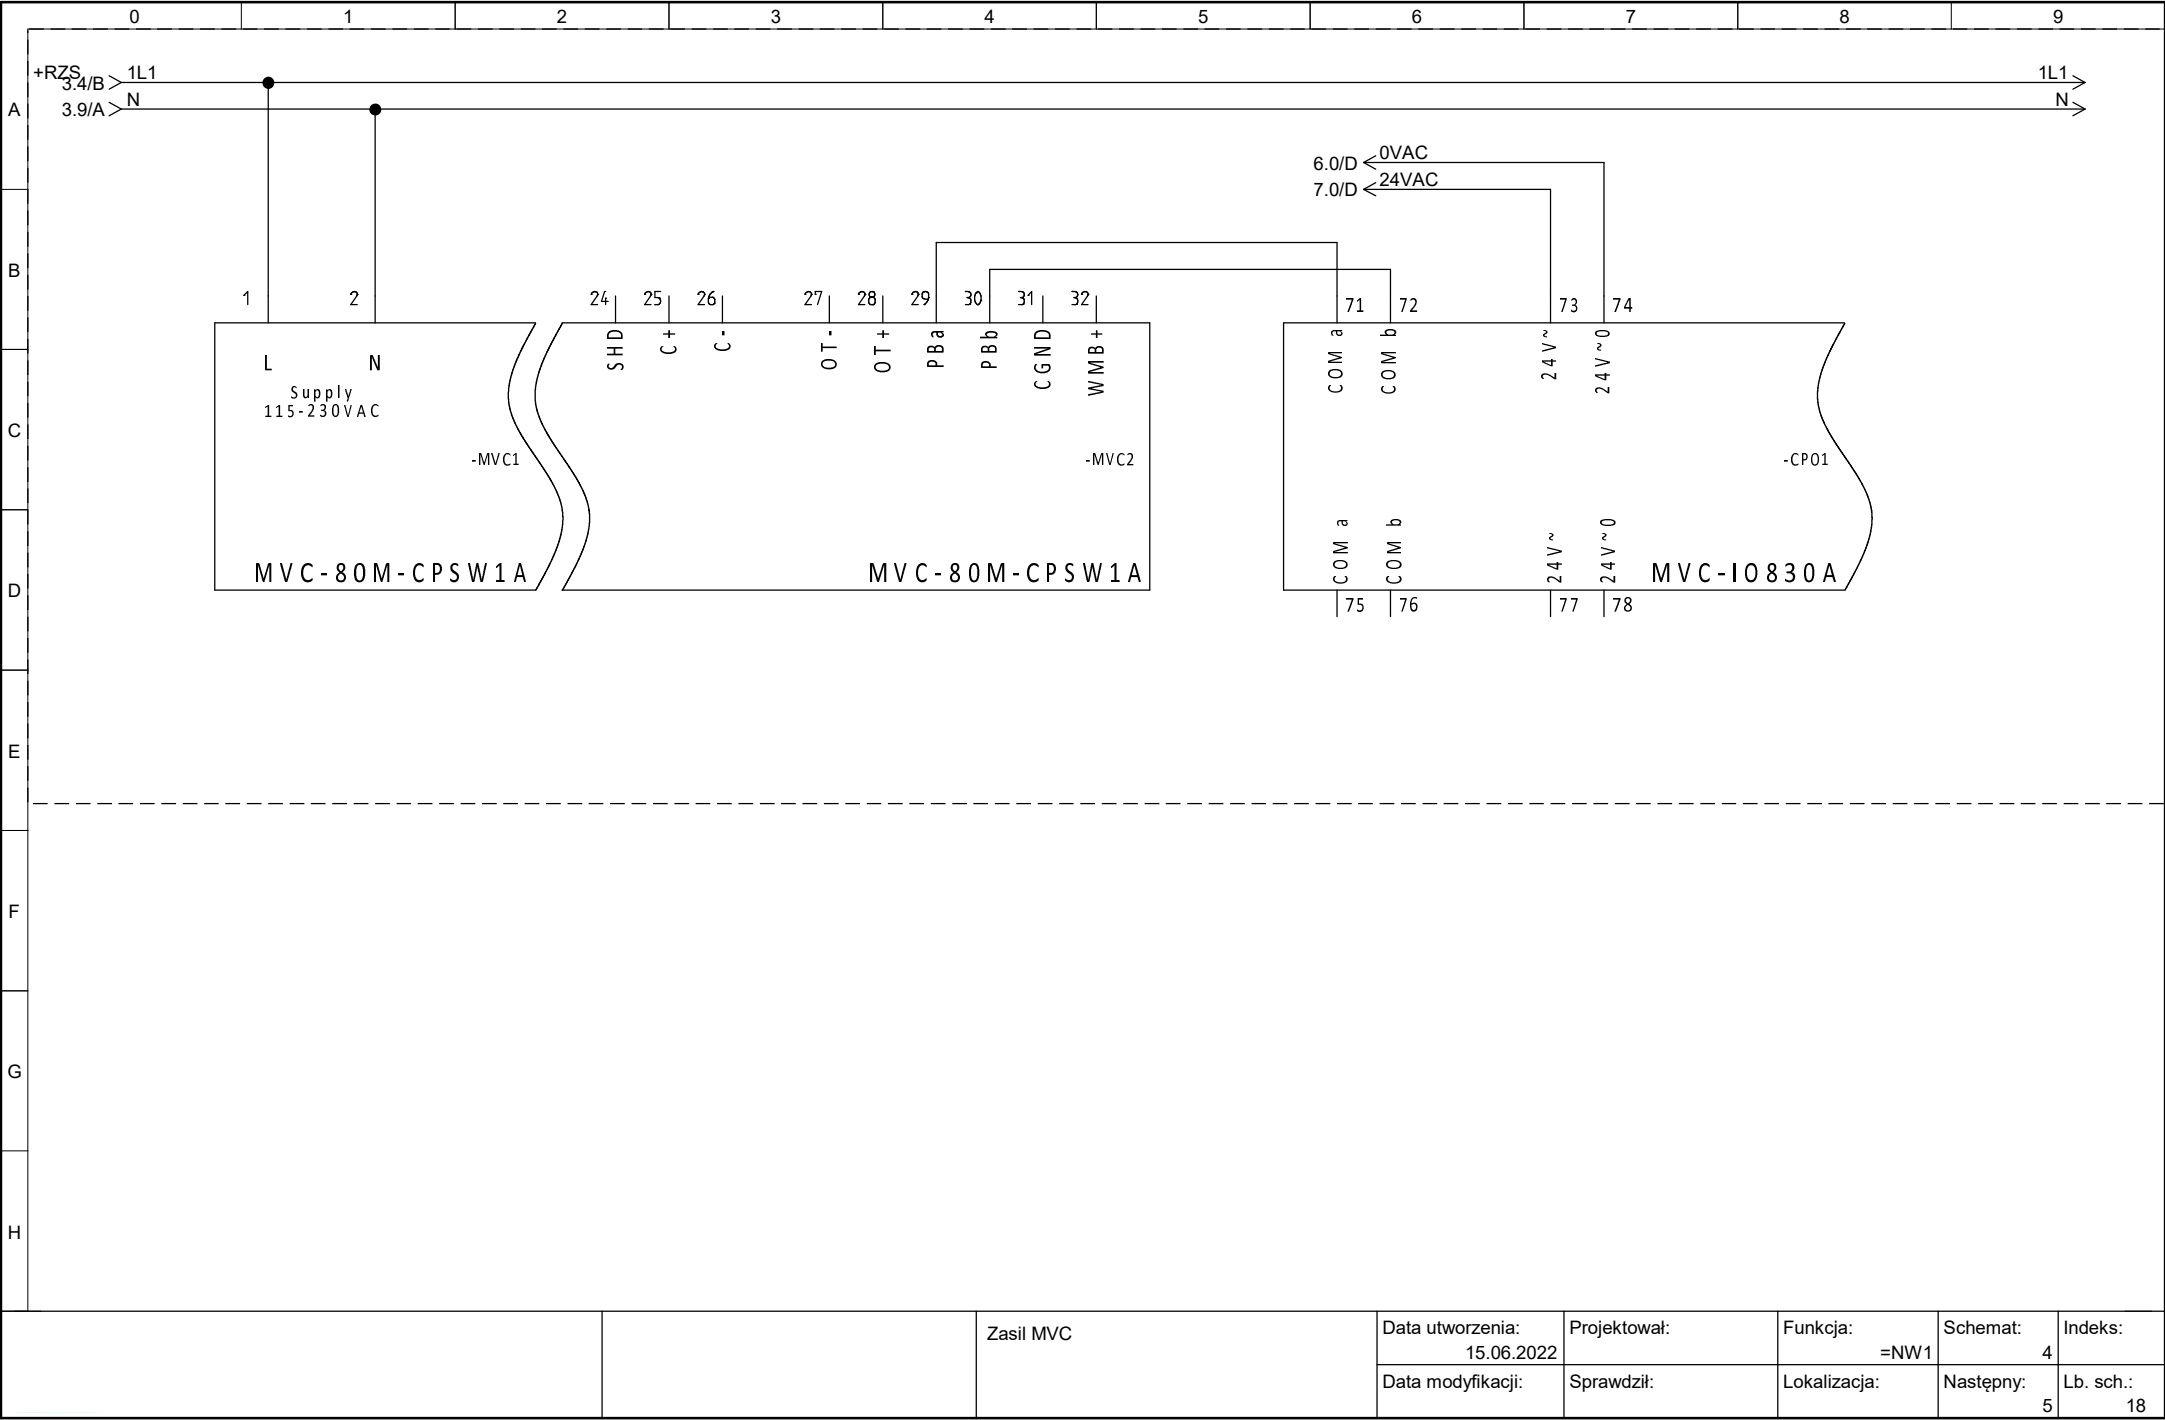 0 1 2 3 4 5 6 7 8 9
+RZS
3.4/B 1L1 1L1
A 3.9/A N N
6.0/D 0VAC
7.0/D 24VAC
B
1 2 24 25 26 27 28 29 30 31 32 71 72 73 74
L N SHD C+ C- OT- OT+ PBa PBb CGND WMB+ COM a COM b 24V~ 24V~0
Supply
115-230VAC
C
-MVC1 -MVC2 -CPO1
COM a COM b 24V~ 24V~0
MVC-80M-CPSW1A MVC-80M-CPSW1A MVC-IO830A
D
75 76 77 78
E
F
G
H
Zasil MVC
Data utworzenia: Projektował: Funkcja: Schemat: Indeks:
15.06.2022 =NW1 4
Data modyfikacji: Sprawdził: Lokalizacja: Następny: Lb. sch.:
5 18